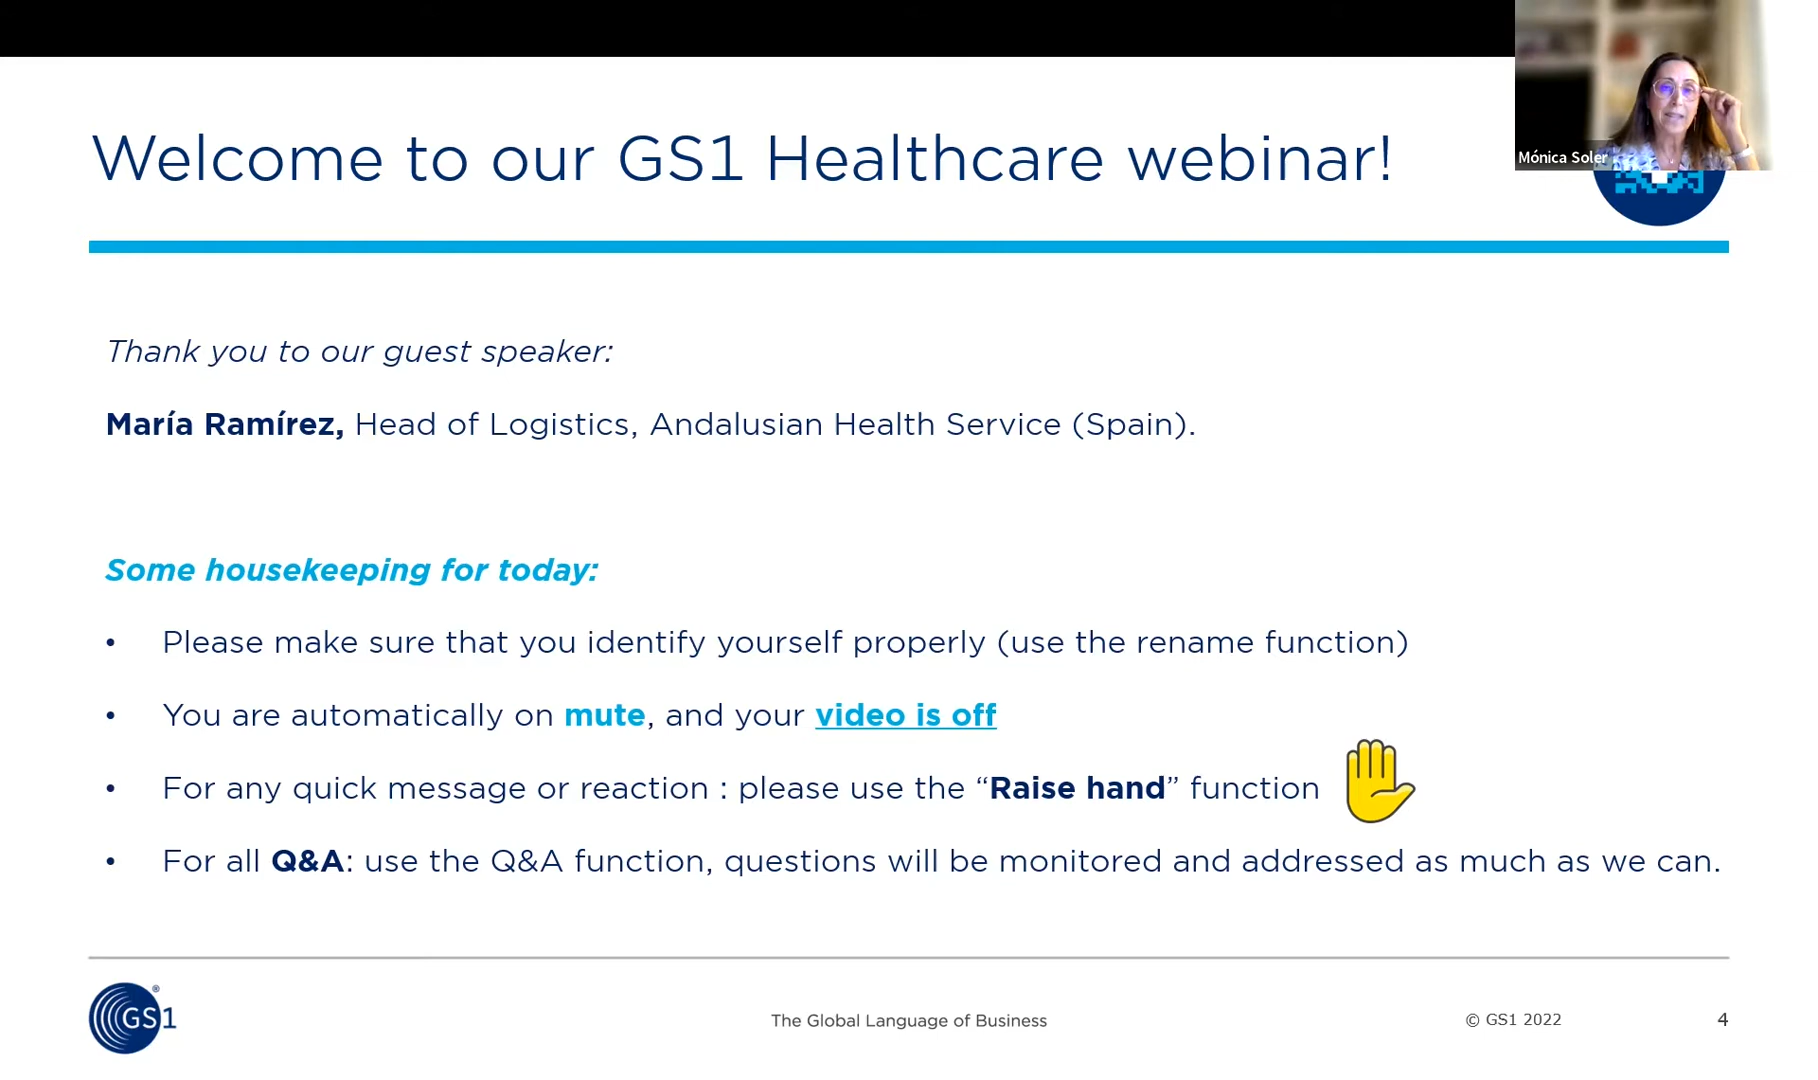 Welcome to our GS1 Healthcare webinar!
Mónica Soler
Thank you to our guest speaker:
María Ramírez, Head of Logistics, Andalusian Health Service (Spain).
Some housekeeping for today:
• Please make sure that you identify yourself properly (use the rename function)
• You are automatically on mute, and your video is off
• For any quick message or reaction : please use the “Raise hand” function
• For all Q&A: use the Q&A function, questions will be monitored and addressed as much as we can.
GS1®
The Global Language of Business
© GS1 2022
4